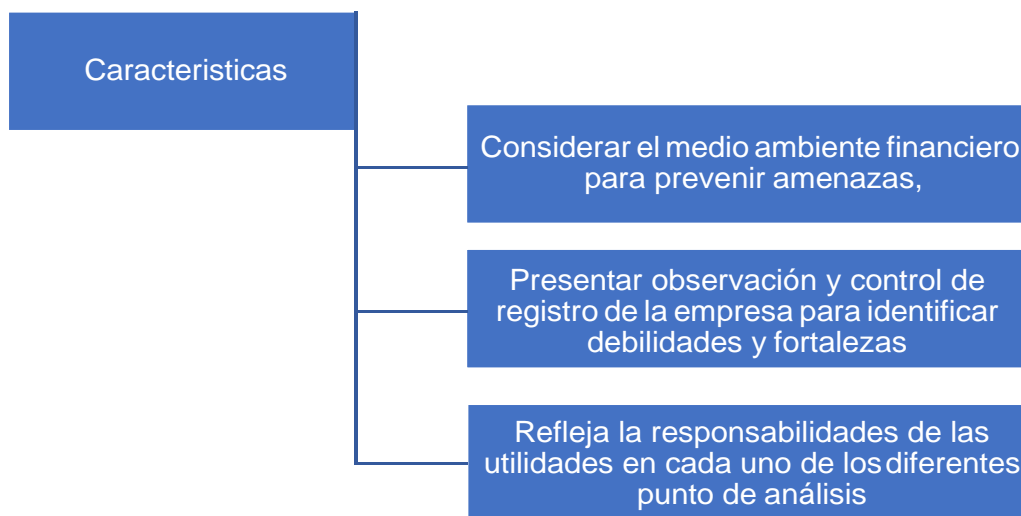 Caracteristicas
Considerar el medio ambiente financiero
para prevenir amenazas,
Presentar observación y control de
registro de la empresa para identificar
debilidades y fortalezas
Refleja la responsabilidades de las
utilidades en cada uno de los diferentes
punto de análisis